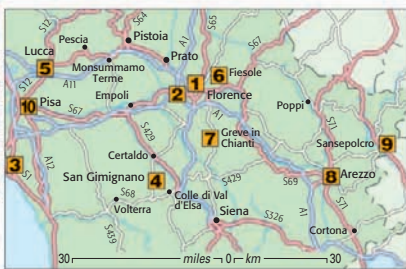 S12
Pescia
Pistoia
S64
A1
S65
S67
Lucca
Prato
5
Monsummano
Terme
A11
6
Fiesole
1
S12
2
Florence
10
Pisa
Empoli
S67
Poppi
S71
S429
7
Greve in
Chianti
Sansepolcro
9
3
S1
A12
Certaldo
San Gimignano
4
S429
S69
8
Arezzo
S68
Colle di Val
d'Elsa
Volterra
Siena
A1
S71
S459
S326
Cortona
30
miles
0
km
30